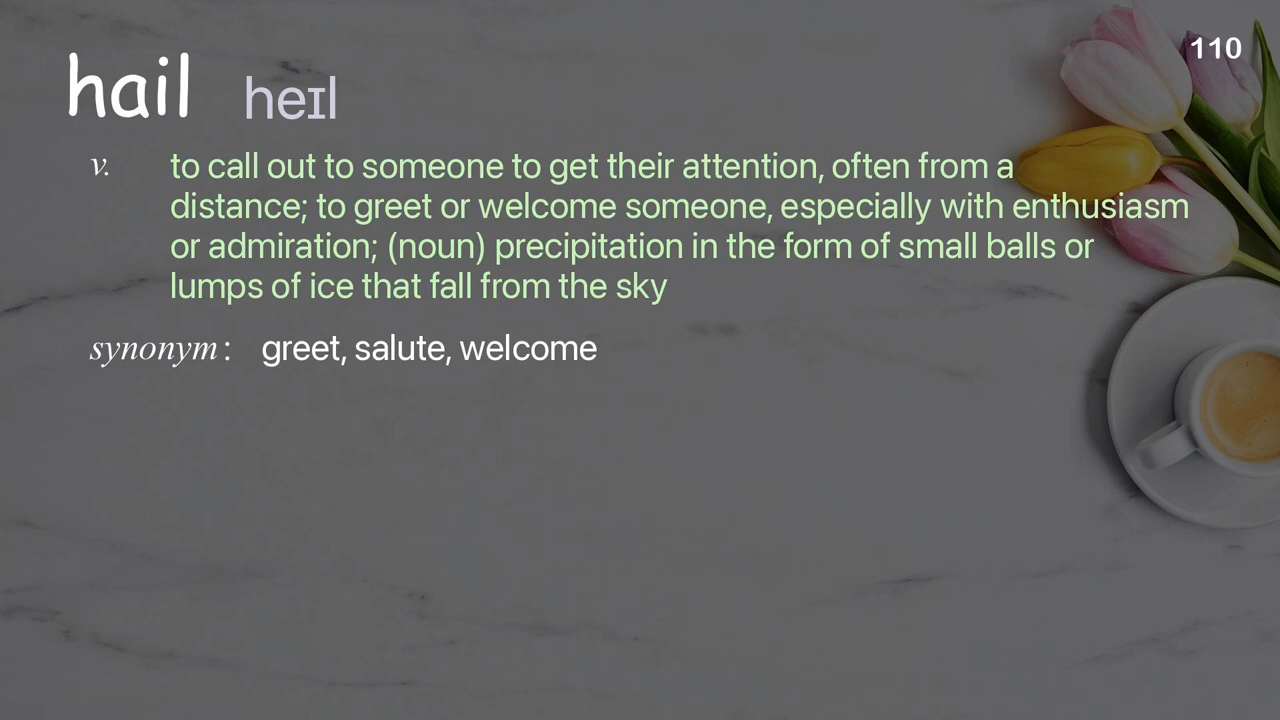 110
hail heɪl
v. to call out to someone to get their attention, often from a
distance; to greet or welcome someone, especially with enthusiasm
or admiration; (noun) precipitation in the form of small balls or
lumps of ice that fall from the sky
synonym : greet, salute, welcome